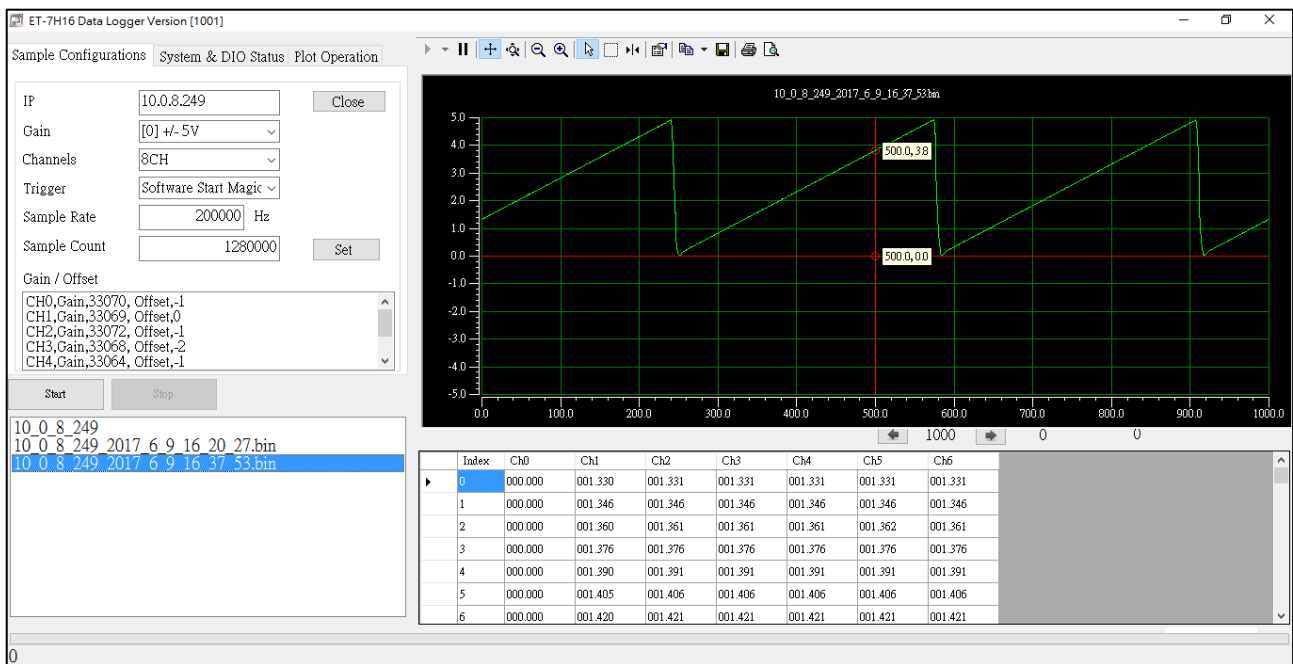 ET-7H16 Data Logger Version [1001]
Sample Configurations System & DIO Status Plot Operation
IP 10.0.8.249 Close
Gain [0] +/- 5V
Channels 8CH
Trigger Software Start Magic
Sample Rate 200000 Hz
Sample Count 1280000 Set
Gain / Offset
CH0,Gain,33070, Offset,-1
CH1,Gain,33069, Offset,0
CH2,Gain,33072, Offset,-1
CH3,Gain,33068, Offset,-2
CH4,Gain,33064, Offset,-1
Start Stop
10_0_8_249
10_0_8_249_2017_6_9_16_20_27.bin
10_0_8_249_2017_6_9_16_37_53.bin
0
10_0_8_249_2017_6_9_16_37_53.bin
5.0
4.0
500.0, 3.8
3.0
2.0
1.0
0.0
500.0, 0.0
-1.0
-2.0
-3.0
-4.0
-5.0
0.0 100.0 200.0 300.0 400.0 500.0 600.0 700.0 800.0 900.0 1000.0
1000 0 0
Index Ch0 Ch1 Ch2 Ch3 Ch4 Ch5 Ch6
0 000.000 001.330 001.331 001.331 001.331 001.331 001.331
1 000.000 001.346 001.346 001.346 001.346 001.346 001.346
2 000.000 001.360 001.361 001.361 001.361 001.362 001.361
3 000.000 001.376 001.376 001.376 001.376 001.376 001.376
4 000.000 001.390 001.391 001.391 001.391 001.391 001.391
5 000.000 001.405 001.406 001.406 001.406 001.406 001.406
6 000.000 001.420 001.421 001.421 001.421 001.421 001.421